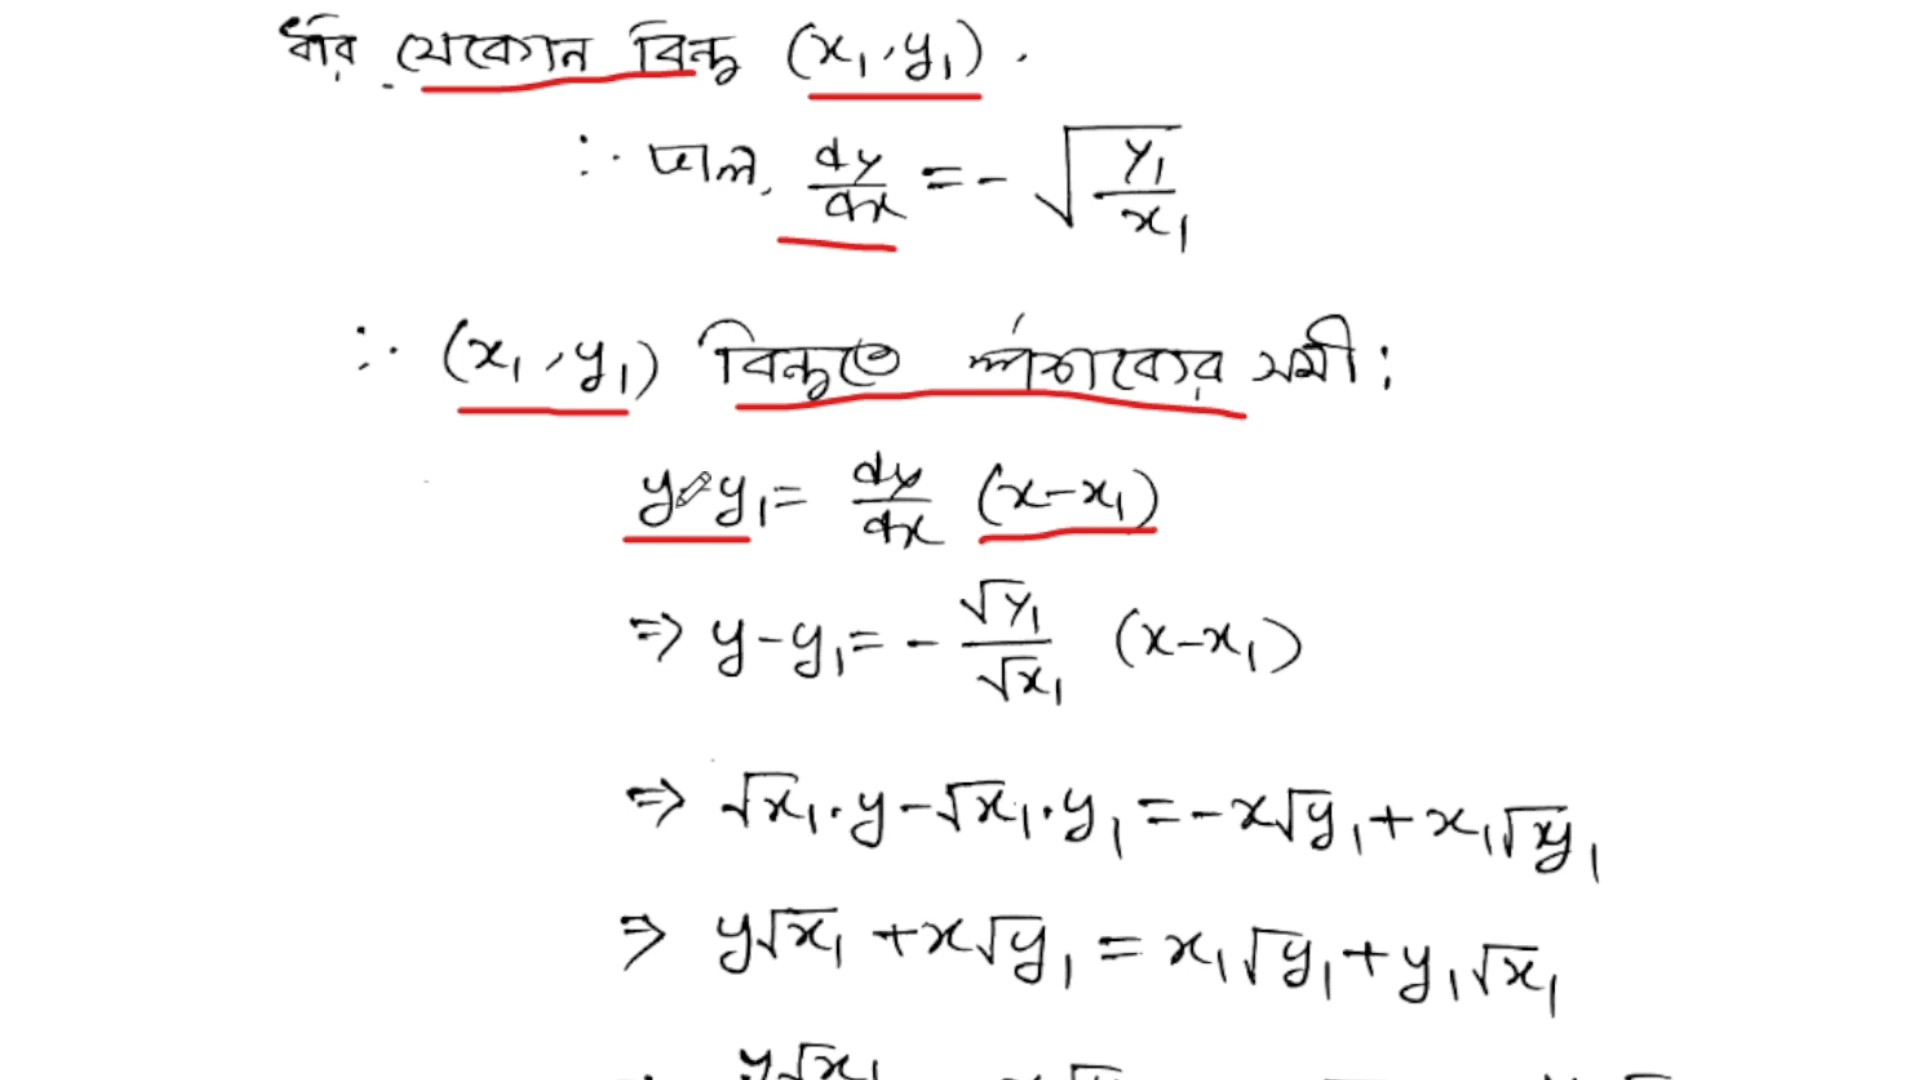 ধরি যেকোন বিন্দু (x₁, y₁).
∴ ঢাল, dy/dx = - √(y₁/x₁)
∴ (x₁, y₁) বিন্দুতে স্পর্শকের সমী:
y - y₁ = dy/dx (x-x₁)
⇒ y - y₁ = - √y₁/√x₁ (x-x₁)
⇒ √x₁·y - √x₁·y₁ = -x√y₁ + x₁√y₁
⇒ y√x₁ + x√y₁ = x₁√y₁ + y₁√x₁
y√x₁